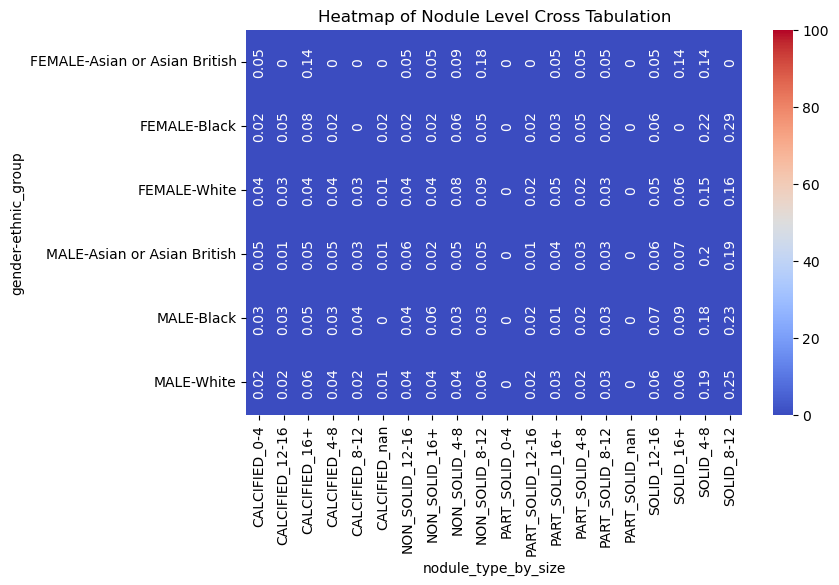 Heatmap of Nodule Level Cross Tabulation
gender-ethnic_group
FEMALE-Asian or Asian British 0.05 0 0.14 0 0 0 0.05 0.05 0.09 0.18 0 0 0.05 0.05 0.05 0 0.05 0.14 0.14 0
FEMALE-Black 0.02 0.05 0.08 0.02 0 0.02 0.02 0.02 0.06 0.05 0 0.02 0.03 0.05 0.02 0 0.06 0 0.22 0.29
FEMALE-White 0.04 0.03 0.04 0.04 0.03 0.01 0.04 0.04 0.08 0.09 0 0.02 0.05 0.02 0.03 0 0.05 0.06 0.15 0.16
MALE-Asian or Asian British 0.05 0.01 0.05 0.05 0.03 0.01 0.06 0.02 0.05 0.05 0 0.01 0.04 0.03 0.03 0 0.06 0.07 0.2 0.19
MALE-Black 0.03 0.03 0.05 0.03 0.04 0 0.04 0.06 0.03 0.03 0 0.02 0.01 0.02 0.03 0 0.07 0.09 0.18 0.23
MALE-White 0.02 0.02 0.06 0.04 0.02 0.01 0.04 0.04 0.04 0.06 0 0.02 0.03 0.02 0.03 0 0.06 0.06 0.19 0.25
CALCIFIED_0-4
CALCIFIED_12-16
CALCIFIED_16+
CALCIFIED_4-8
CALCIFIED_8-12
CALCIFIED_nan
NON_SOLID_12-16
NON_SOLID_16+
NON_SOLID_4-8
NON_SOLID_8-12
PART_SOLID_0-4
PART_SOLID_12-16
PART_SOLID_16+
PART_SOLID_4-8
PART_SOLID_8-12
PART_SOLID_nan
SOLID_12-16
SOLID_16+
SOLID_4-8
SOLID_8-12
nodule_type_by_size
100
80
60
40
20
0